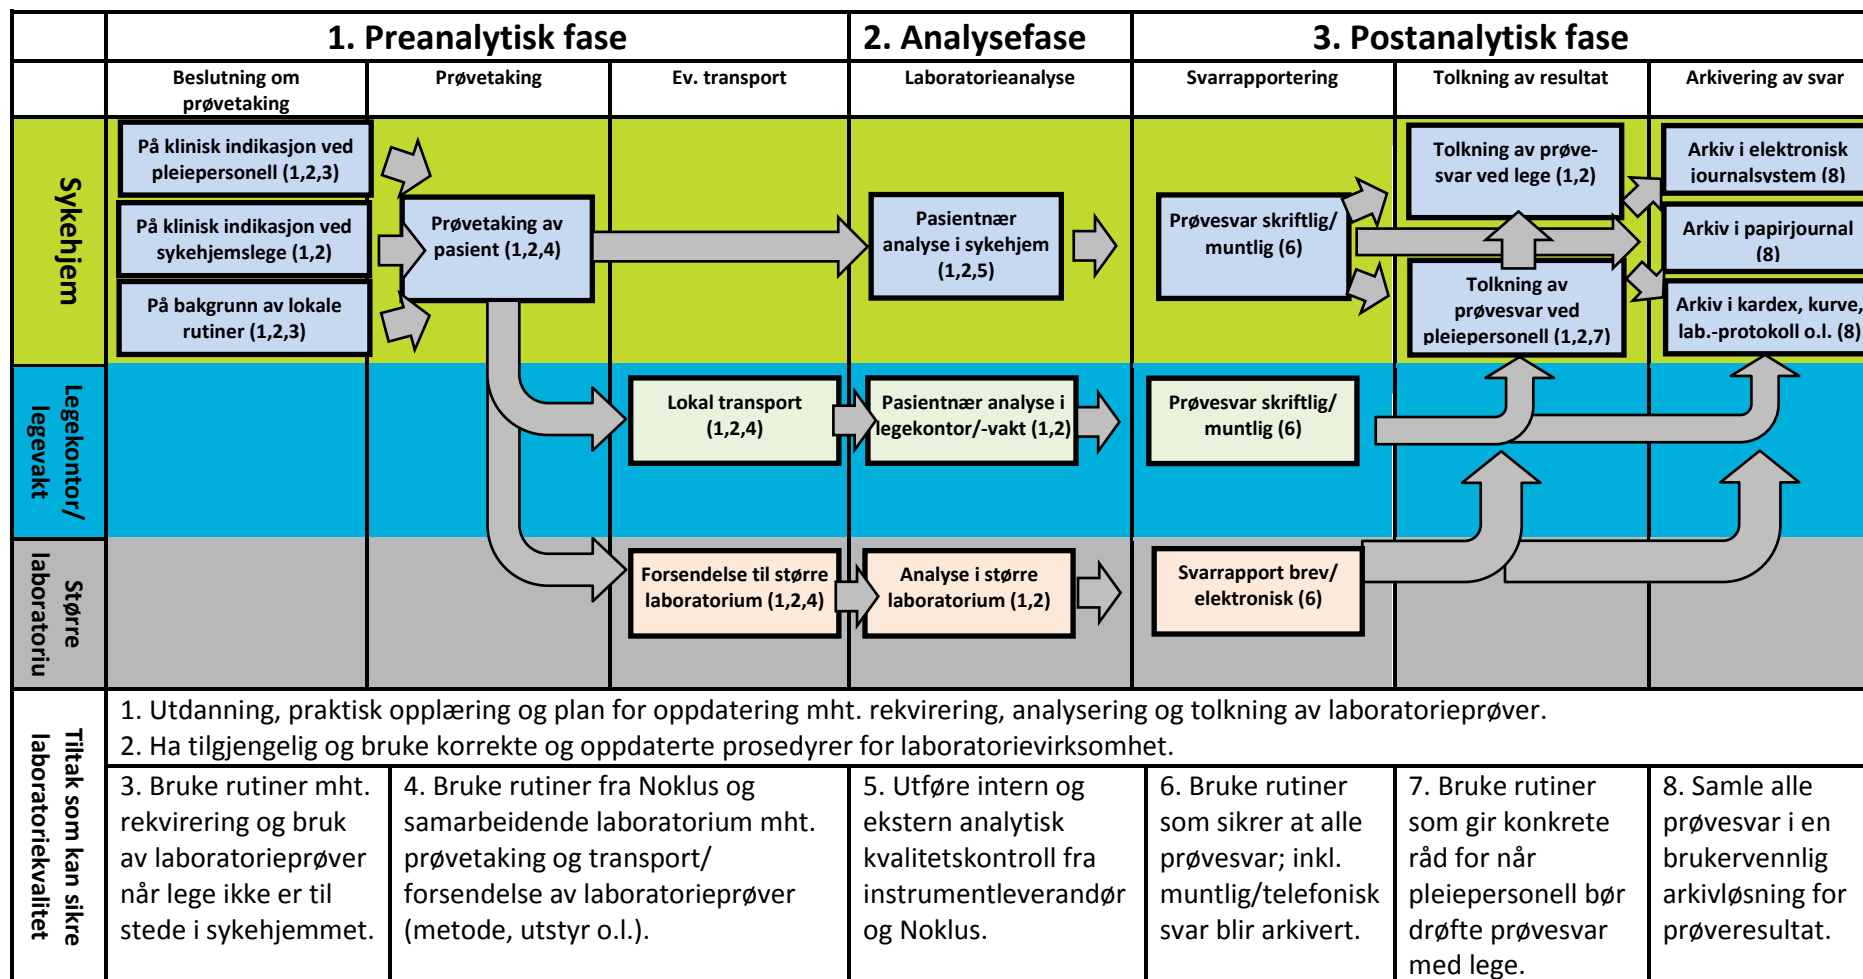 1. Preanalytisk fase
2. Analysefase
3. Postanalytisk fase
Beslutning om
prøvetaking
Prøvetaking
Ev. transport
Laboratorieanalyse
Svarrapportering
Tolkning av resultat
Arkivering av svar
Sykehjem
På klinisk indikasjon ved
pleiepersonell (1,2,3)
På klinisk indikasjon ved
sykehjemslege (1,2)
På bakgrunn av lokale
rutiner (1,2,3)
Prøvetaking av
pasient (1,2,4)
Pasientnær
analyse i sykehjem
(1,2,5)
Prøvesvar skriftlig/
muntlig (6)
Tolkning av prøve-
svar ved lege (1,2)
Tolkning av
prøvesvar ved
pleiepersonell (1,2,7)
Arkiv i elektronisk
journalsystem (8)
Arkiv i papirjournal
(8)
Arkiv i kardex, kurve,
lab.-protokoll o.l. (8)
Legekontor/
legevakt
Lokal transport
(1,2,4)
Pasientnær analyse i
legekontor/-vakt (1,2)
Prøvesvar skriftlig/
muntlig (6)
Større
laboratoriu
Forsendelse til større
laboratorium (1,2,4)
Analyse i større
laboratorium (1,2)
Svarrapport brev/
elektronisk (6)
Tiltak som kan sikre
laboratoriekvalitet
1. Utdanning, praktisk opplæring og plan for oppdatering mht. rekvirering, analysering og tolkning av laboratorieprøver.
2. Ha tilgjengelig og bruke korrekte og oppdaterte prosedyrer for laboratorievirksomhet.
3. Bruke rutiner mht.
rekvirering og bruk
av laboratorieprøver
når lege ikke er til
stede i sykehjemmet.
4. Bruke rutiner fra Noklus og
samarbeidende laboratorium mht.
prøvetaking og transport/
forsendelse av laboratorieprøver
(metode, utstyr o.l.).
5. Utføre intern og
ekstern analytisk
kvalitetskontroll fra
instrumentleverandør
og Noklus.
6. Bruke rutiner
som sikrer at alle
prøvesvar; inkl.
muntlig/telefonisk
svar blir arkivert.
7. Bruke rutiner
som gir konkrete
råd for når
pleiepersonell bør
drøfte prøvesvar
med lege.
8. Samle alle
prøvesvar i en
brukervennlig
arkivløsning for
prøveresultat.